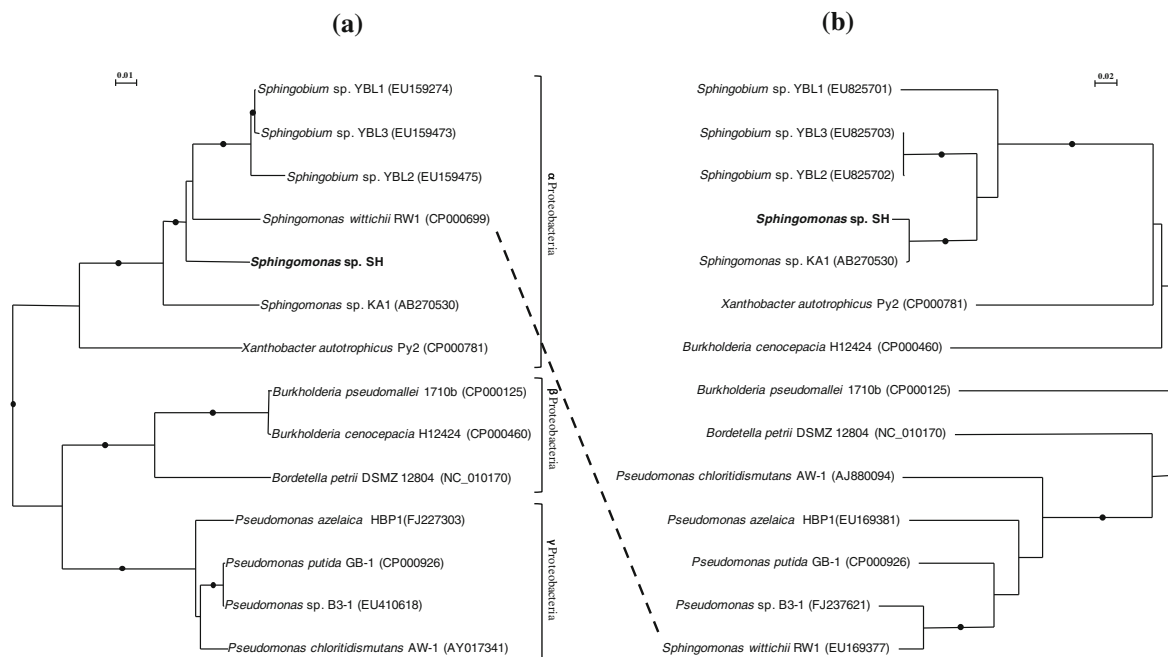 (a)
0.01
Sphingobium sp. YBL1 (EU159274)
Sphingobium sp. YBL3 (EU159473)
Sphingobium sp. YBL2 (EU159475)
Sphingomonas wittichii RW1 (CP000699)
Sphingomonas sp. SH
Sphingomonas sp. KA1 (AB270530)
Xanthobacter autotrophicus Py2 (CP000781)
α Proteobacteria
Burkholderia pseudomallei 1710b (CP000125)
Burkholderia cenocepacia H12424 (CP000460)
Bordetella petrii DSMZ 12804 (NC_010170)
β Proteobacteria
Pseudomonas azelaica HBP1(FJ227303)
Pseudomonas putida GB-1 (CP000926)
Pseudomonas sp. B3-1 (EU410618)
Pseudomonas chloritidismutans AW-1 (AY017341)
γ Proteobacteria
(b)
0.02
Sphingobium sp. YBL1 (EU825701)
Sphingobium sp. YBL3 (EU825703)
Sphingobium sp. YBL2 (EU825702)
Sphingomonas sp. SH
Sphingomonas sp. KA1 (AB270530)
Xanthobacter autotrophicus Py2 (CP000781)
Burkholderia cenocepacia H12424 (CP000460)
Burkholderia pseudomallei 1710b (CP000125)
Bordetella petrii DSMZ 12804 (NC_010170)
Pseudomonas chloritidismutans AW-1 (AJ880094)
Pseudomonas azelaica HBP1(EU169381)
Pseudomonas putida GB-1 (CP000926)
Pseudomonas sp. B3-1 (FJ237621)
Sphingomonas wittichii RW1 (EU169377)